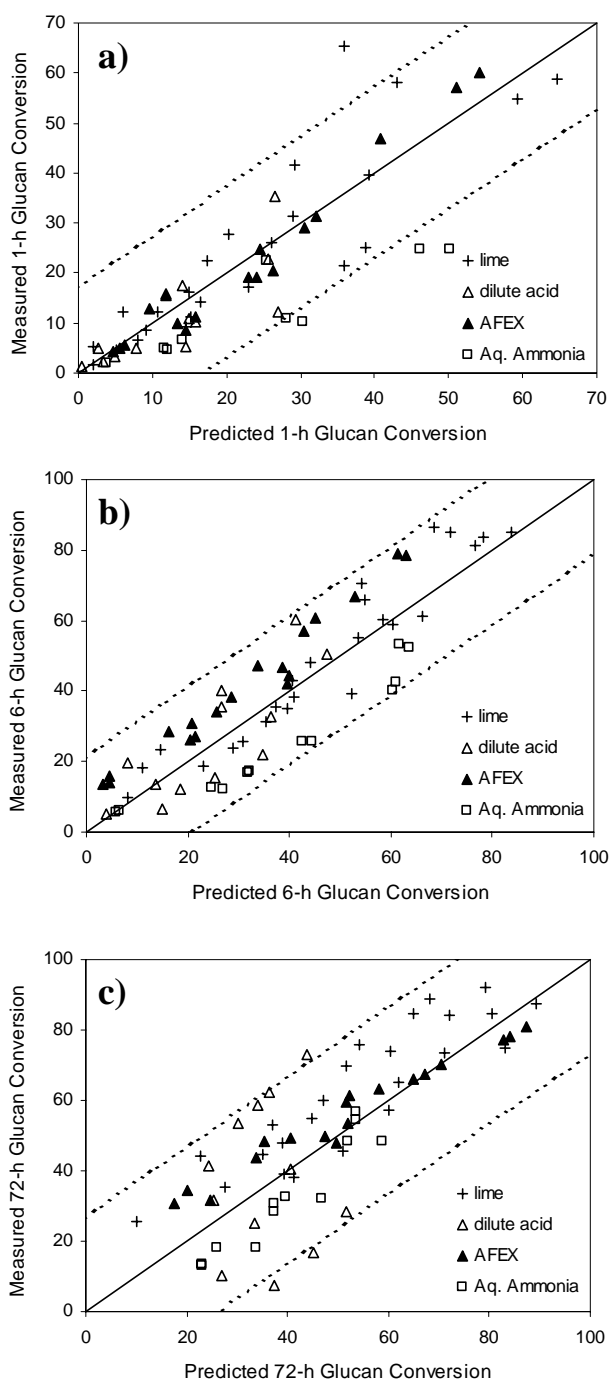 a)
Measured 1-h Glucan Conversion
70
60
50
40
30
20
10
0
lime
dilute acid
AFEX
Aq. Ammonia
0 10 20 30 40 50 60 70
Predicted 1-h Glucan Conversion
b)
Measured 6-h Glucan Conversion
100
80
60
40
20
0
lime
dilute acid
AFEX
Aq. Ammonia
0 20 40 60 80 100
Predicted 6-h Glucan Conversion
c)
Measured 72-h Glucan Conversion
100
80
60
40
20
0
lime
dilute acid
AFEX
Aq. Ammonia
0 20 40 60 80 100
Predicted 72-h Glucan Conversion